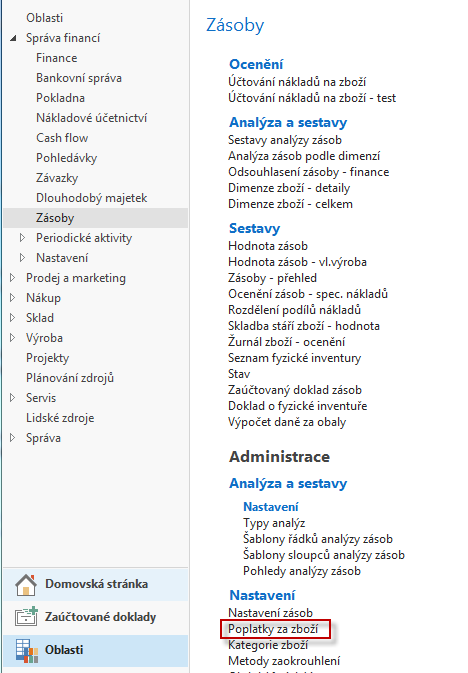 Oblasti
Správa financí
Finance
Bankovní správa
Pokladna
Nákladové účetnictví
Cash flow
Pohledávky
Závazky
Dlouhodobý majetek
Zásoby
Periodické aktivity
Nastavení
Prodej a marketing
Nákup
Sklad
Výroba
Projekty
Plánování zdrojů
Servis
Lidské zdroje
Správa
Domovská stránka
Zaúčtované doklady
Oblasti
Zásoby
Ocenění
Účtování nákladů na zboží
Účtování nákladů na zboží - test
Analýza a sestavy
Sestavy analýzy zásob
Analýza zásob podle dimenzí
Odsouhlasení zásoby - finance
Dimenze zboží - detaily
Dimenze zboží - celkem
Sestavy
Hodnota zásob
Hodnota zásob - vl.výroba
Zásoby - přehled
Ocenění zásob - spec. nákladů
Rozdělení podílů nákladů
Skladba stáří zboží - hodnota
Žurnál zboží - ocenění
Seznam fyzické inventury
Stav
Zaúčtovaný doklad zásob
Doklad o fyzické inventuře
Výpočet daně za obaly
Administrace
Analýza a sestavy
Nastavení
Typy analýz
Šablony řádků analýzy zásob
Šablony sloupců analýzy zásob
Pohledy analýzy zásob
Nastavení
Nastavení zásob
Poplatky za zboží
Kategorie zboží
Metody zaokrouhlení